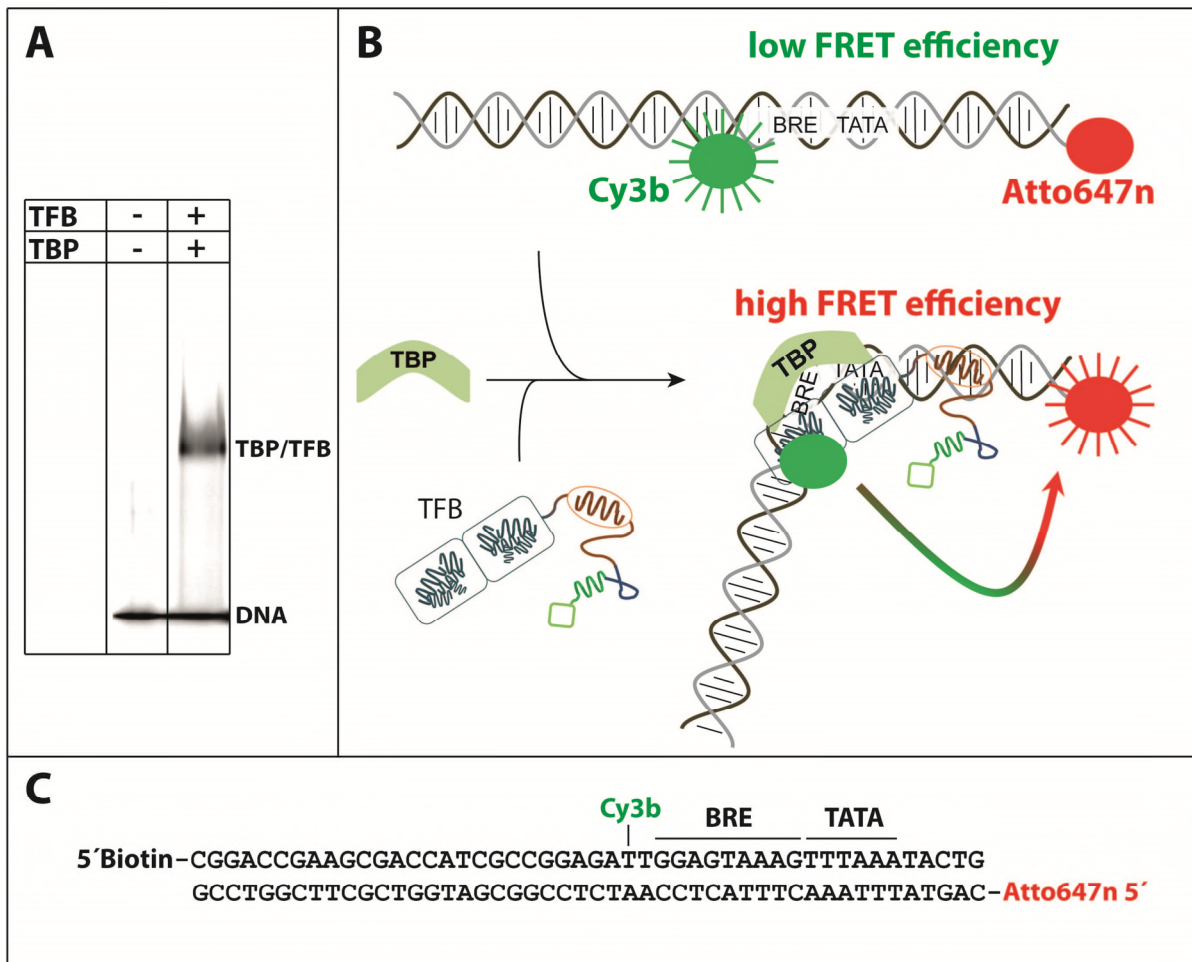 A
TFB - +
TBP - +
TBP/TFB
DNA
B
low FRET efficiency
BRE TATA
Cy3b
Atto647n
high FRET efficiency
TBP
TBP
BRE
TATA
TFB
C
Cy3b BRE TATA
5´Biotin–CGGACCGAAGCGACCATCGCCGGAGATTGGAGTAAAGTTTAAATACTG
GCCTGGCTTCGCTGGTAGCGGCCTCTAACCTCATTTCAAATTTATGAC–Atto647n 5´